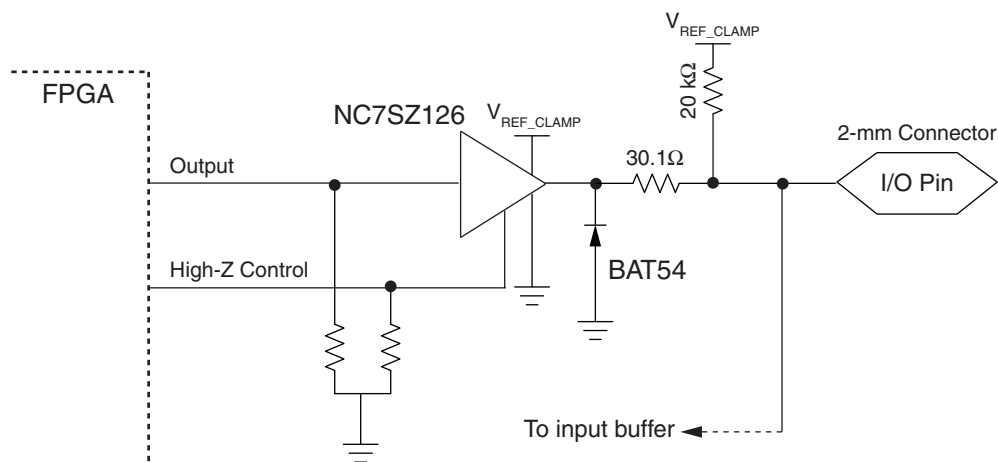 V_REF_CLAMP
FPGA
20 kΩ
NC7SZ126
V_REF_CLAMP
2-mm Connector
30.1Ω
Output
I/O Pin
High-Z Control
BAT54
To input buffer